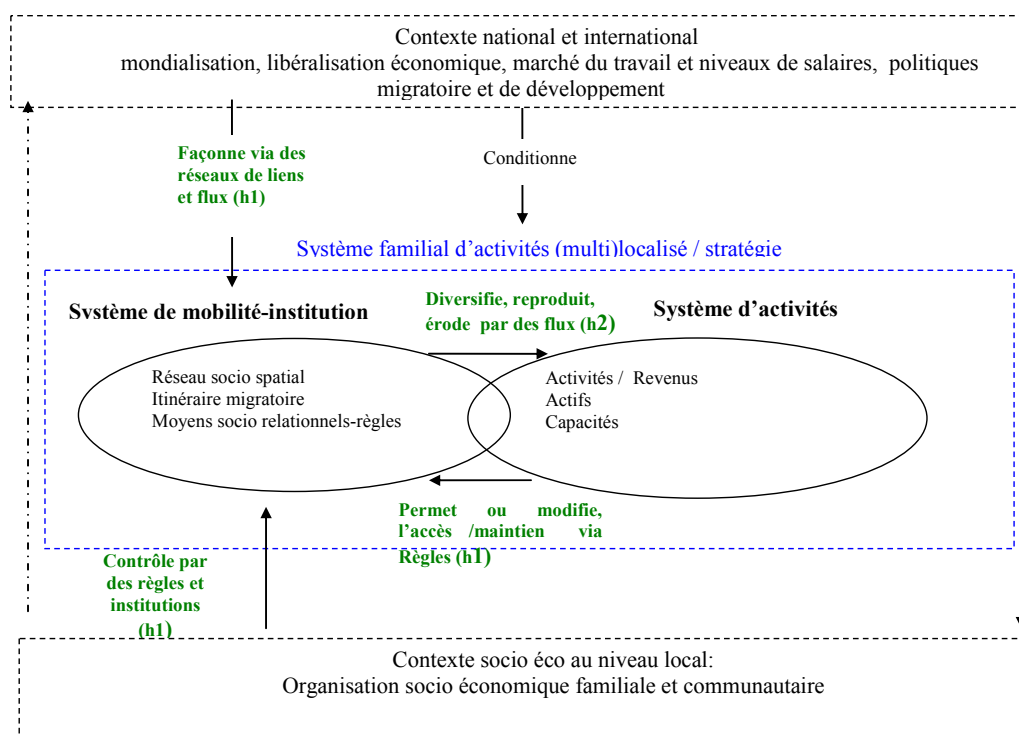 Contexte national et international
mondialisation, libéralisation économique, marché du travail et niveaux de salaires, politiques
migratoire et de développement
Façonne via des
réseaux de liens
et flux (h1)
Conditionne
Système familial d'activités (multi)localisé / stratégie
Système de mobilité-institution
Diversifie, reproduit,
érode par des flux (h2)
Système d'activités
Réseau socio spatial
Itinéraire migratoire
Moyens socio relationnels-règles
Activités / Revenus
Actifs
Capacités
Permet ou modifie,
l'accès /maintien via
Règles (h1)
Contrôle par
des règles et
institutions
(h1)
Contexte socio éco au niveau local:
Organisation socio économique familiale et communautaire